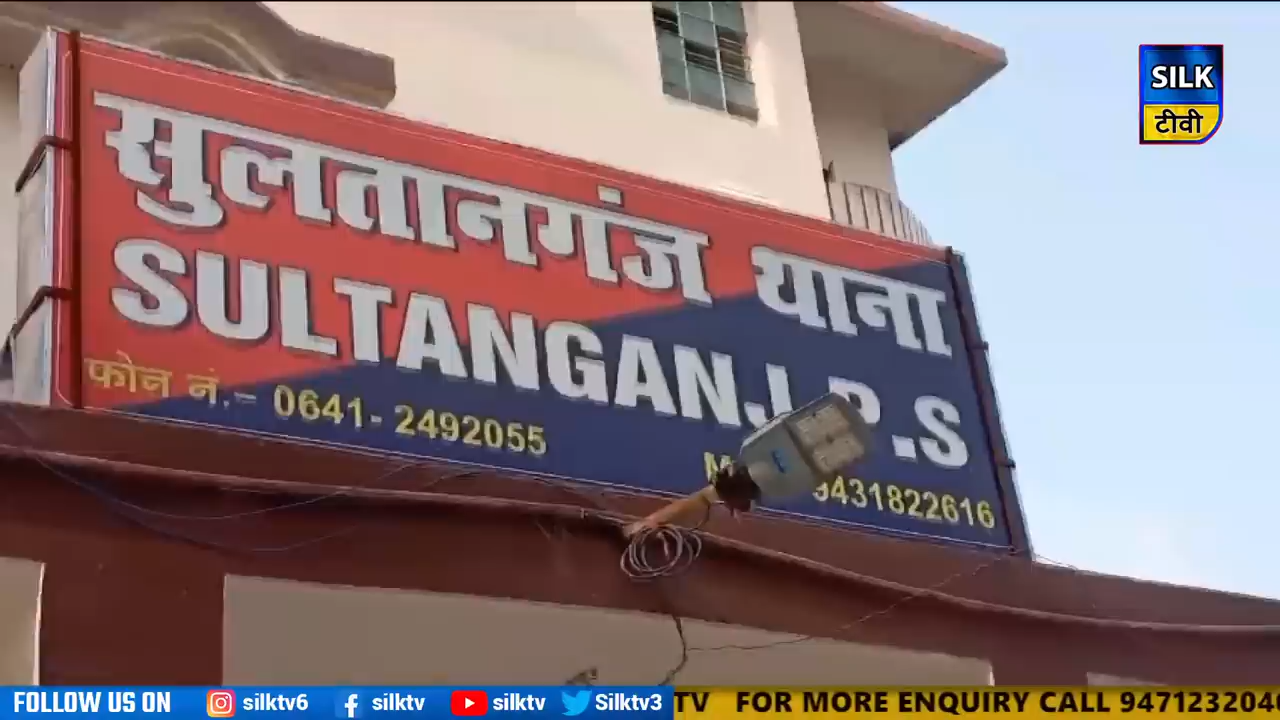 SILK
टीवी
सुलतानगंज थाना
SULTANGANJ P.S
फोन नं.:- 0641- 2492055
9431822616
FOLLOW US ON silktv6 silktv silktv Silktv3 TV FOR MORE ENQUIRY CALL